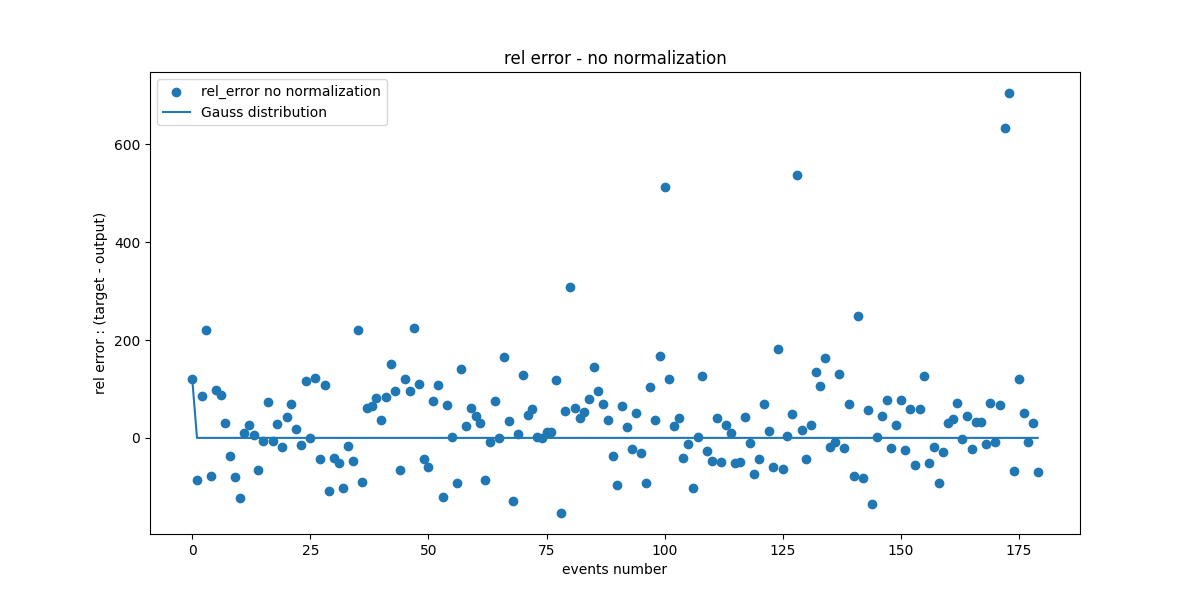 rel error - no normalization
rel_error no normalization
Gauss distribution
rel error : (target - output)
600
400
200
0
0 25 50 75 100 125 150 175
events number